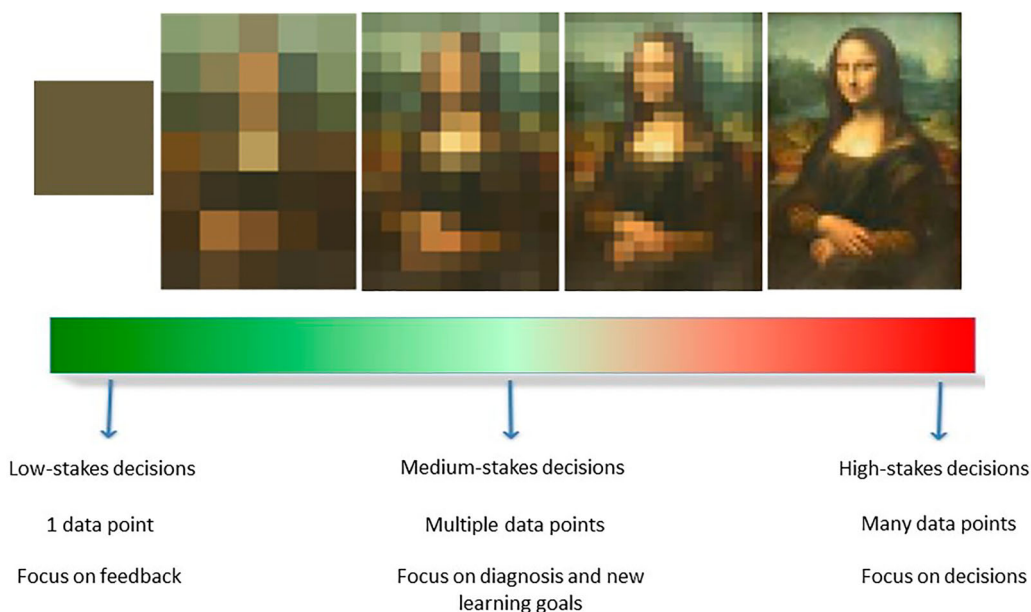 Low-stakes decisions
Medium-stakes decisions
High-stakes decisions
1 data point
Multiple data points
Many data points
Focus on feedback
Focus on diagnosis and new
learning goals
Focus on decisions